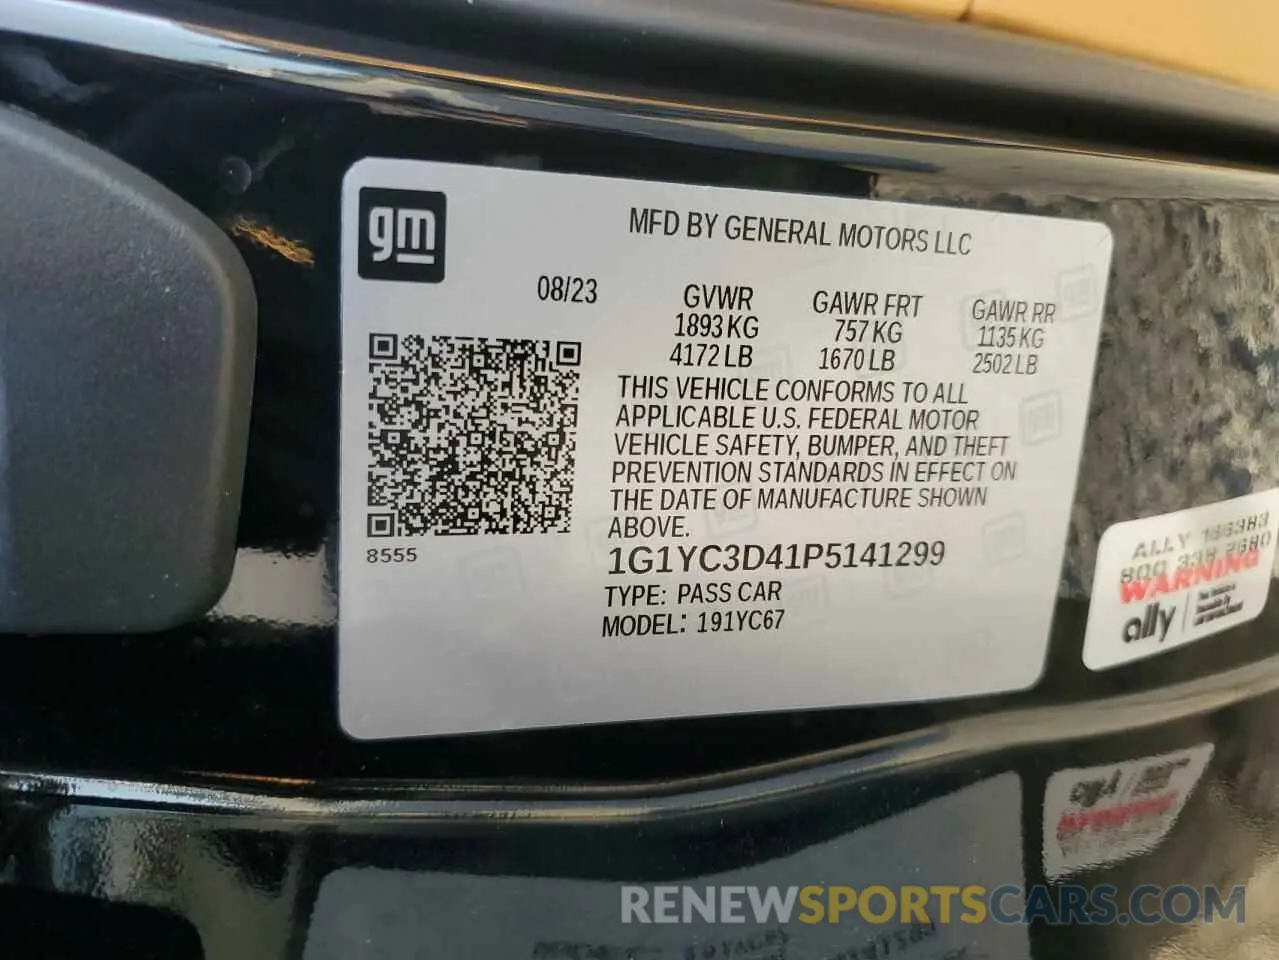 gm
MFD BY GENERAL MOTORS LLC
08/23
GVWR GAWR FRT GAWR RR
1893 KG 757 KG 1135 KG
4172 LB 1670 LB 2502 LB
THIS VEHICLE CONFORMS TO ALL
APPLICABLE U.S. FEDERAL MOTOR
VEHICLE SAFETY, BUMPER, AND THEFT
PREVENTION STANDARDS IN EFFECT ON
THE DATE OF MANUFACTURE SHOWN
ABOVE.
8555
1G1YC3D41P5141299
TYPE: PASS CAR
MODEL: 191YC67
ALLY
WARNING
ally
RENEWSPORTSCARS.COM